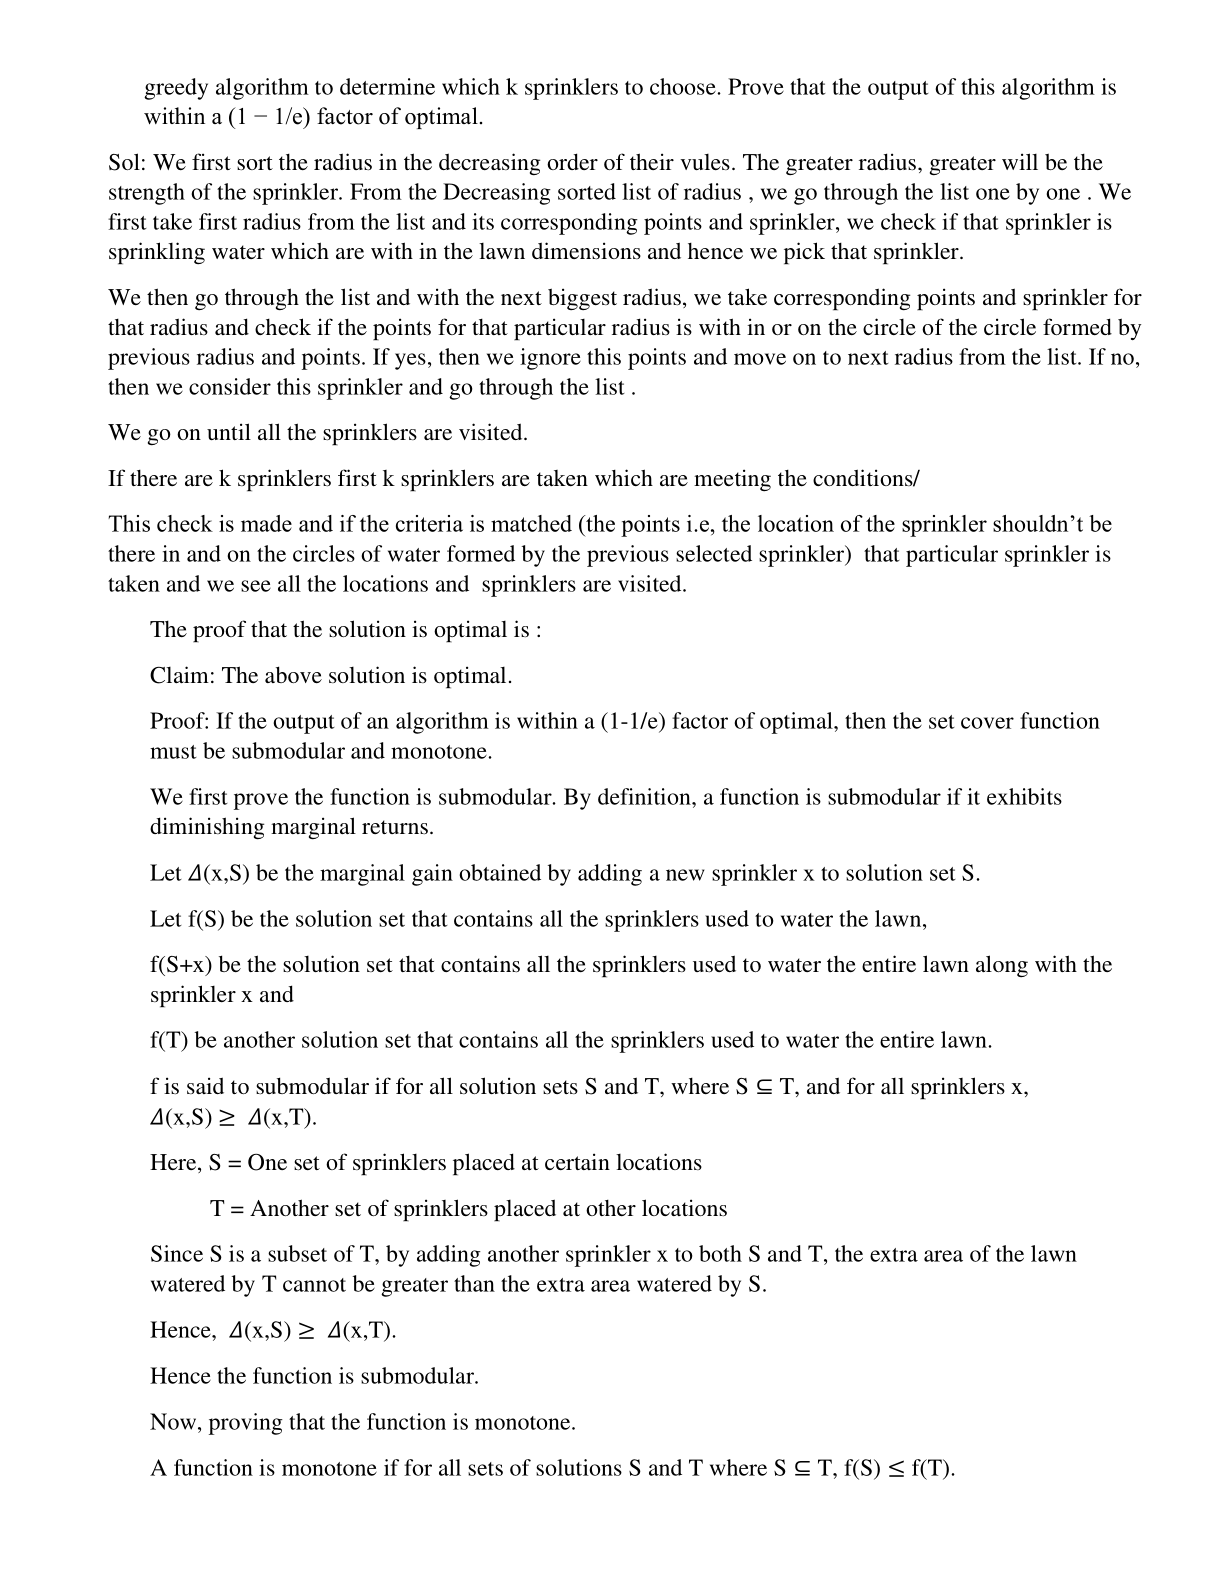 greedy algorithm to determine which k sprinklers to choose. Prove that the output of this algorithm is
within a (1 − 1/e) factor of optimal.
Sol: We first sort the radius in the decreasing order of their vules. The greater radius, greater will be the
strength of the sprinkler. From the Decreasing sorted list of radius , we go through the list one by one . We
first take first radius from the list and its corresponding points and sprinkler, we check if that sprinkler is
sprinkling water which are with in the lawn dimensions and hence we pick that sprinkler.
We then go through the list and with the next biggest radius, we take corresponding points and sprinkler for
that radius and check if the points for that particular radius is with in or on the circle of the circle formed by
previous radius and points. If yes, then we ignore this points and move on to next radius from the list. If no,
then we consider this sprinkler and go through the list .
We go on until all the sprinklers are visited.
If there are k sprinklers first k sprinklers are taken which are meeting the conditions/
This check is made and if the criteria is matched (the points i.e, the location of the sprinkler shouldn’t be
there in and on the circles of water formed by the previous selected sprinkler)  that particular sprinkler is
taken and we see all the locations and  sprinklers are visited.
The proof that the solution is optimal is :
Claim: The above solution is optimal.
Proof: If the output of an algorithm is within a (1-1/e) factor of optimal, then the set cover function
must be submodular and monotone.
We first prove the function is submodular. By definition, a function is submodular if it exhibits
diminishing marginal returns.
Let 𝛥(x,S) be the marginal gain obtained by adding a new sprinkler x to solution set S.
Let f(S) be the solution set that contains all the sprinklers used to water the lawn,
f(S+x) be the solution set that contains all the sprinklers used to water the entire lawn along with the
sprinkler x and
f(T) be another solution set that contains all the sprinklers used to water the entire lawn.
f is said to submodular if for all solution sets S and T, where S ⊆ T, and for all sprinklers x,
𝛥(x,S) ≥  𝛥(x,T).
Here, S = One set of sprinklers placed at certain locations
T = Another set of sprinklers placed at other locations
Since S is a subset of T, by adding another sprinkler x to both S and T, the extra area of the lawn
watered by T cannot be greater than the extra area watered by S.
Hence,  𝛥(x,S) ≥  𝛥(x,T).
Hence the function is submodular.
Now, proving that the function is monotone.
A function is monotone if for all sets of solutions S and T where S ⊆ T, f(S) ≤ f(T).